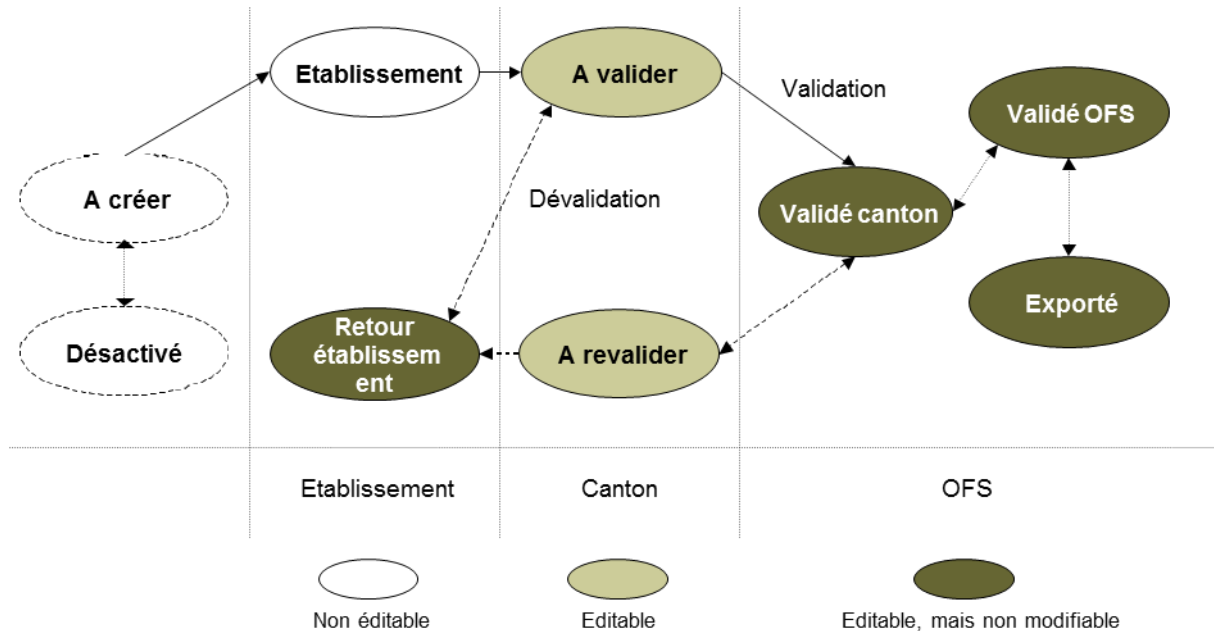 Etablissement
A valider
Validation
Validé OFS
A créer
Dévalidation
Validé canton
Exporté
Désactivé
Retour
établissem
ent
A revalider
Etablissement
Canton
OFS
Non éditable
Editable
Editable, mais non modifiable